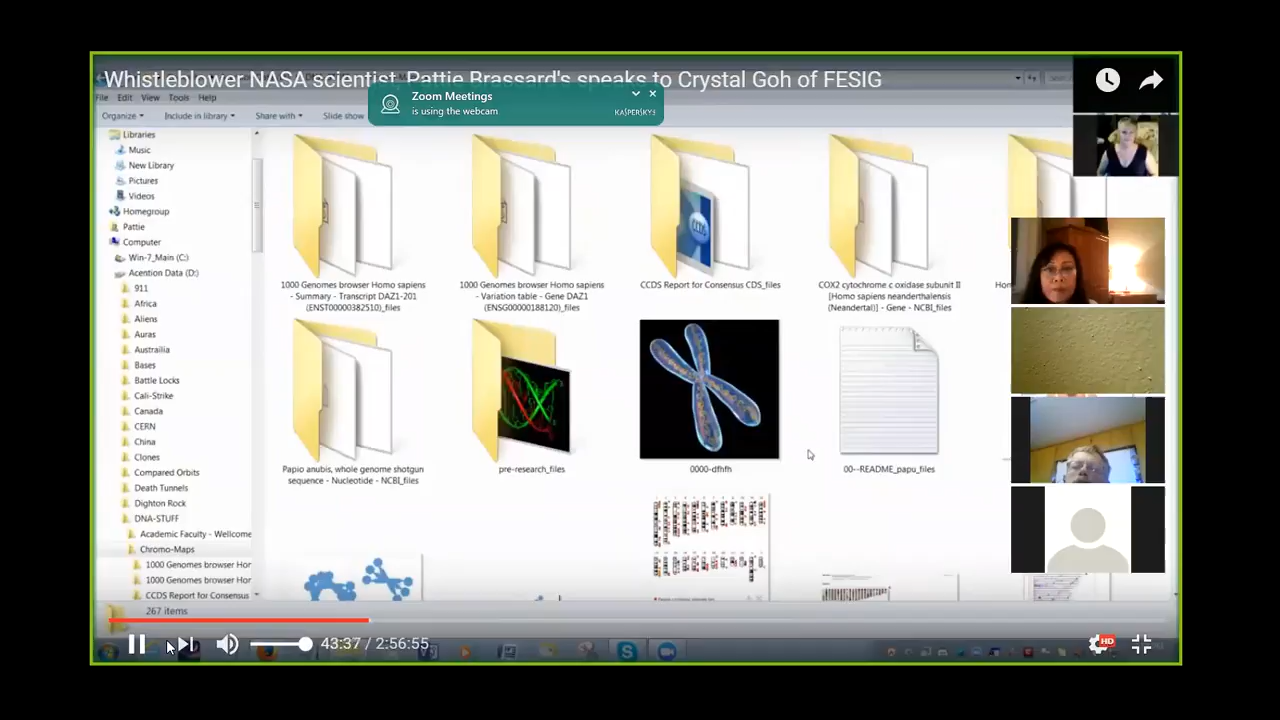 Whistleblower NASA scientist, Pattie Brassard's speaks to Crystal Goh of FESIG
File Edit View Tools Help
Zoom Meetings
is using the webcam
KASPERSKY
Organize Include in library Share with Slide show
Libraries
Music
New Library
Pictures
Videos
Homegroup
Pattie
Computer
Win-7_Main (C:)
Acention Data (D:)
911
Africa
Aliens
Auras
Austrailia
Bases
Battle Locks
Cali-Strike
Canada
CERN
China
Clones
Compared Orbits
Death Tunnels
Dighton Rock
DNA-STUFF
Academic Faculty - Wellcome
Chromo-Maps
1000 Genomes browser Hor
1000 Genomes browser Hor
CCDS Report for Consensus
1000 Genomes browser Homo sapiens
- Summary - Transcript DAZ1-201
(ENST00000382510)_files
1000 Genomes browser Homo sapiens
- Variation table - Gene DAZ1
(ENSG00000188120)_files
CCDS
CCDS Report for Consensus CDS_files
COX2 cytochrome c oxidase subunit II
[Homo sapiens neanderthalensis
(Neandertal)] - Gene - NCBI_files
Papio anubis, whole genome shotgun
sequence - Nucleotide - NCBI_files
pre-research_files
0000-dfhfh
00--README_papu_files
267 items
43:37 / 2:56:55
HD